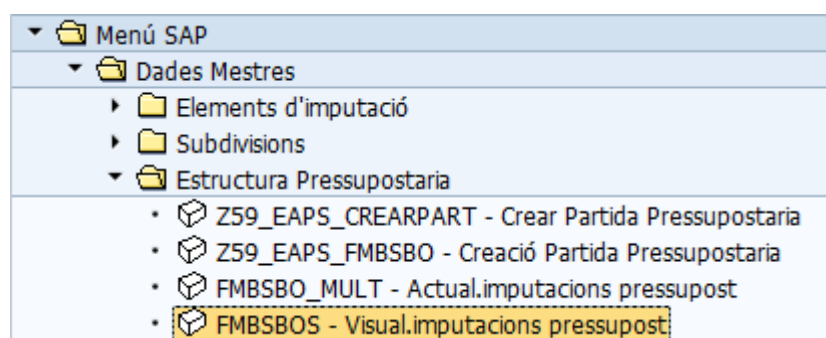 Menú SAP
Dades Mestres
Elements d'imputació
Subdivisions
Estructura Pressupostaria
Z59_EAPS_CREARPART - Crear Partida Pressupostaria
Z59_EAPS_FMBSBO - Creació Partida Pressupostaria
FMBSBO_MULT - Actual.imputacions pressupost
FMBSBOS - Visual.imputacions pressupost